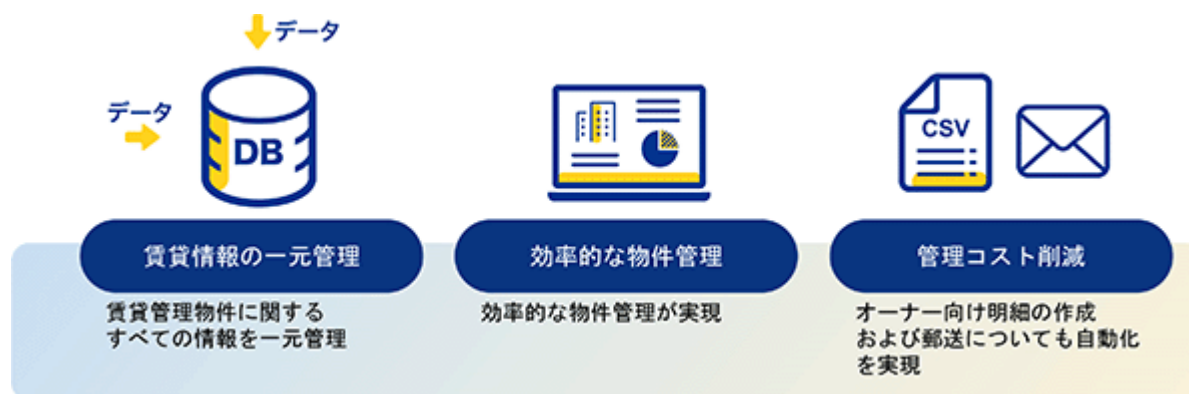 データ
データ
DB
CSV
賃貸情報の一元管理
効率的な物件管理
管理コスト削減
賃貸管理物件に関する
すべての情報を一元管理
効率的な物件管理が実現
オーナー向け明細の作成
および郵送についても自動化
を実現